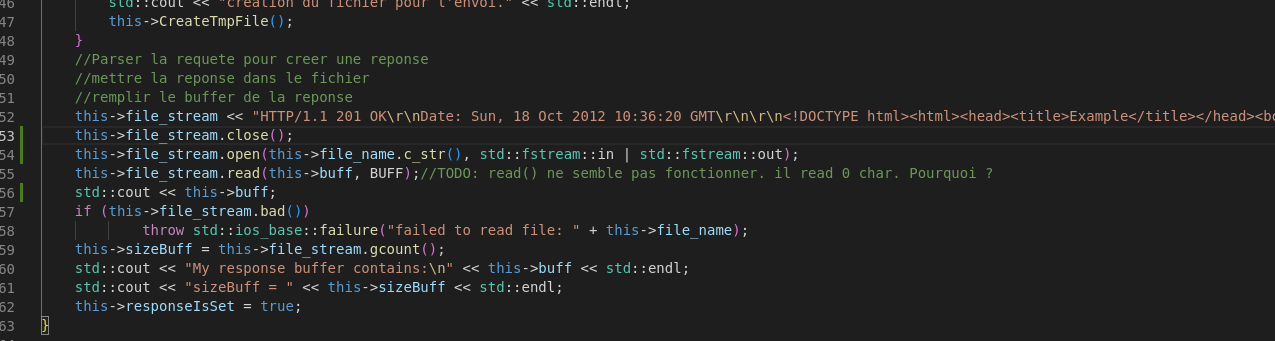 46 std::cout << "creation du fichier pour l'envoi." << std::endl;
47 this->CreateTmpFile();
48 }
49 //Parser la requete pour creer une reponse
50 //mettre la reponse dans le fichier
51 //remplir le buffer de la reponse
52 this->file_stream << "HTTP/1.1 201 OK\r\nDate: Sun, 18 Oct 2012 10:36:20 GMT\r\n\r\n<!DOCTYPE html><html><head><title>Example</title></head><bo
53 this->file_stream.close();
54 this->file_stream.open(this->file_name.c_str(), std::fstream::in | std::fstream::out);
55 this->file_stream.read(this->buff, BUFF);//TODO: read() ne semble pas fonctionner. il read 0 char. Pourquoi ?
56 std::cout << this->buff;
57 if (this->file_stream.bad())
58 throw std::ios_base::failure("failed to read file: " + this->file_name);
59 this->sizeBuff = this->file_stream.gcount();
60 std::cout << "My response buffer contains:\n" << this->buff << std::endl;
61 std::cout << "sizeBuff = " << this->sizeBuff << std::endl;
62 this->responseIsSet = true;
63 }